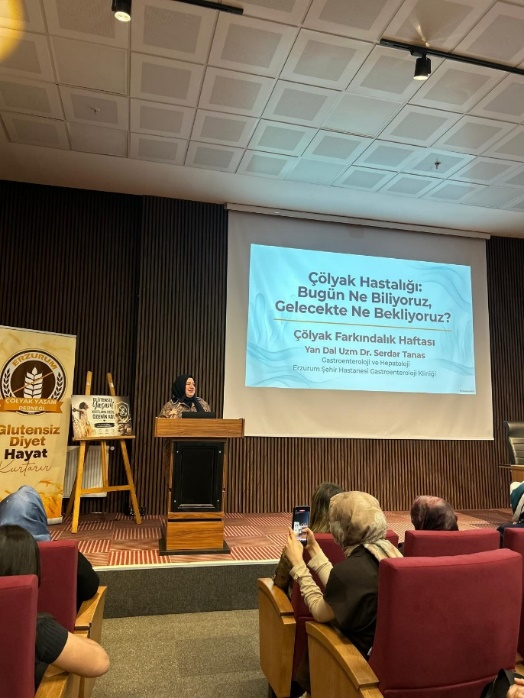 Çölyak Hastalığı:
Bugün Ne Biliyoruz,
Gelecekte Ne Bekliyoruz?
Çölyak Farkındalık Haftası
Yan Dal Uzm Dr. Serdar Tanas
Gastroenteroloji ve Hepatoloji
Erzurum Şehir Hastanesi Gastroenteroloji Kliniği
ERZURUM
ÇÖLYAK YAŞAM
DERNEĞİ
Glutensiz
Diyet
Hayat
Kurtarır